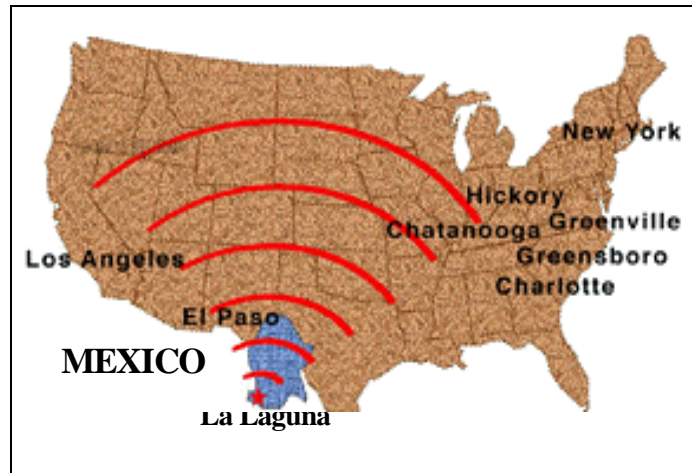 New York
Hickory
Chatanooga Greenville
Los Angeles Greensboro
Charlotte
El Paso
MEXICO
La Laguna